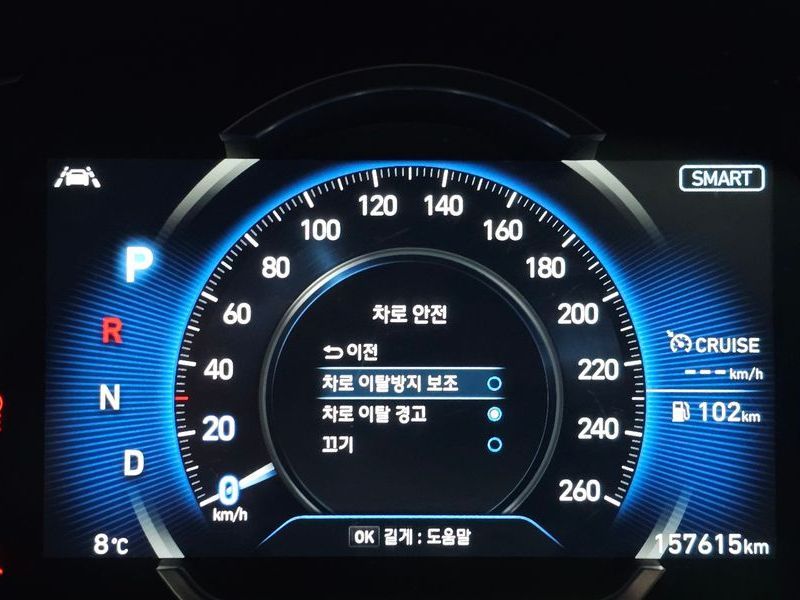 SMART
120 140
100 160
80 180
60 200
40 220
20 240
0 260
km/h
P
R
N
D
차로 안전
이전
차로 이탈방지 보조
차로 이탈 경고
끄기
CRUISE
---km/h
102km
8℃
OK 길게 : 도움말
157615km